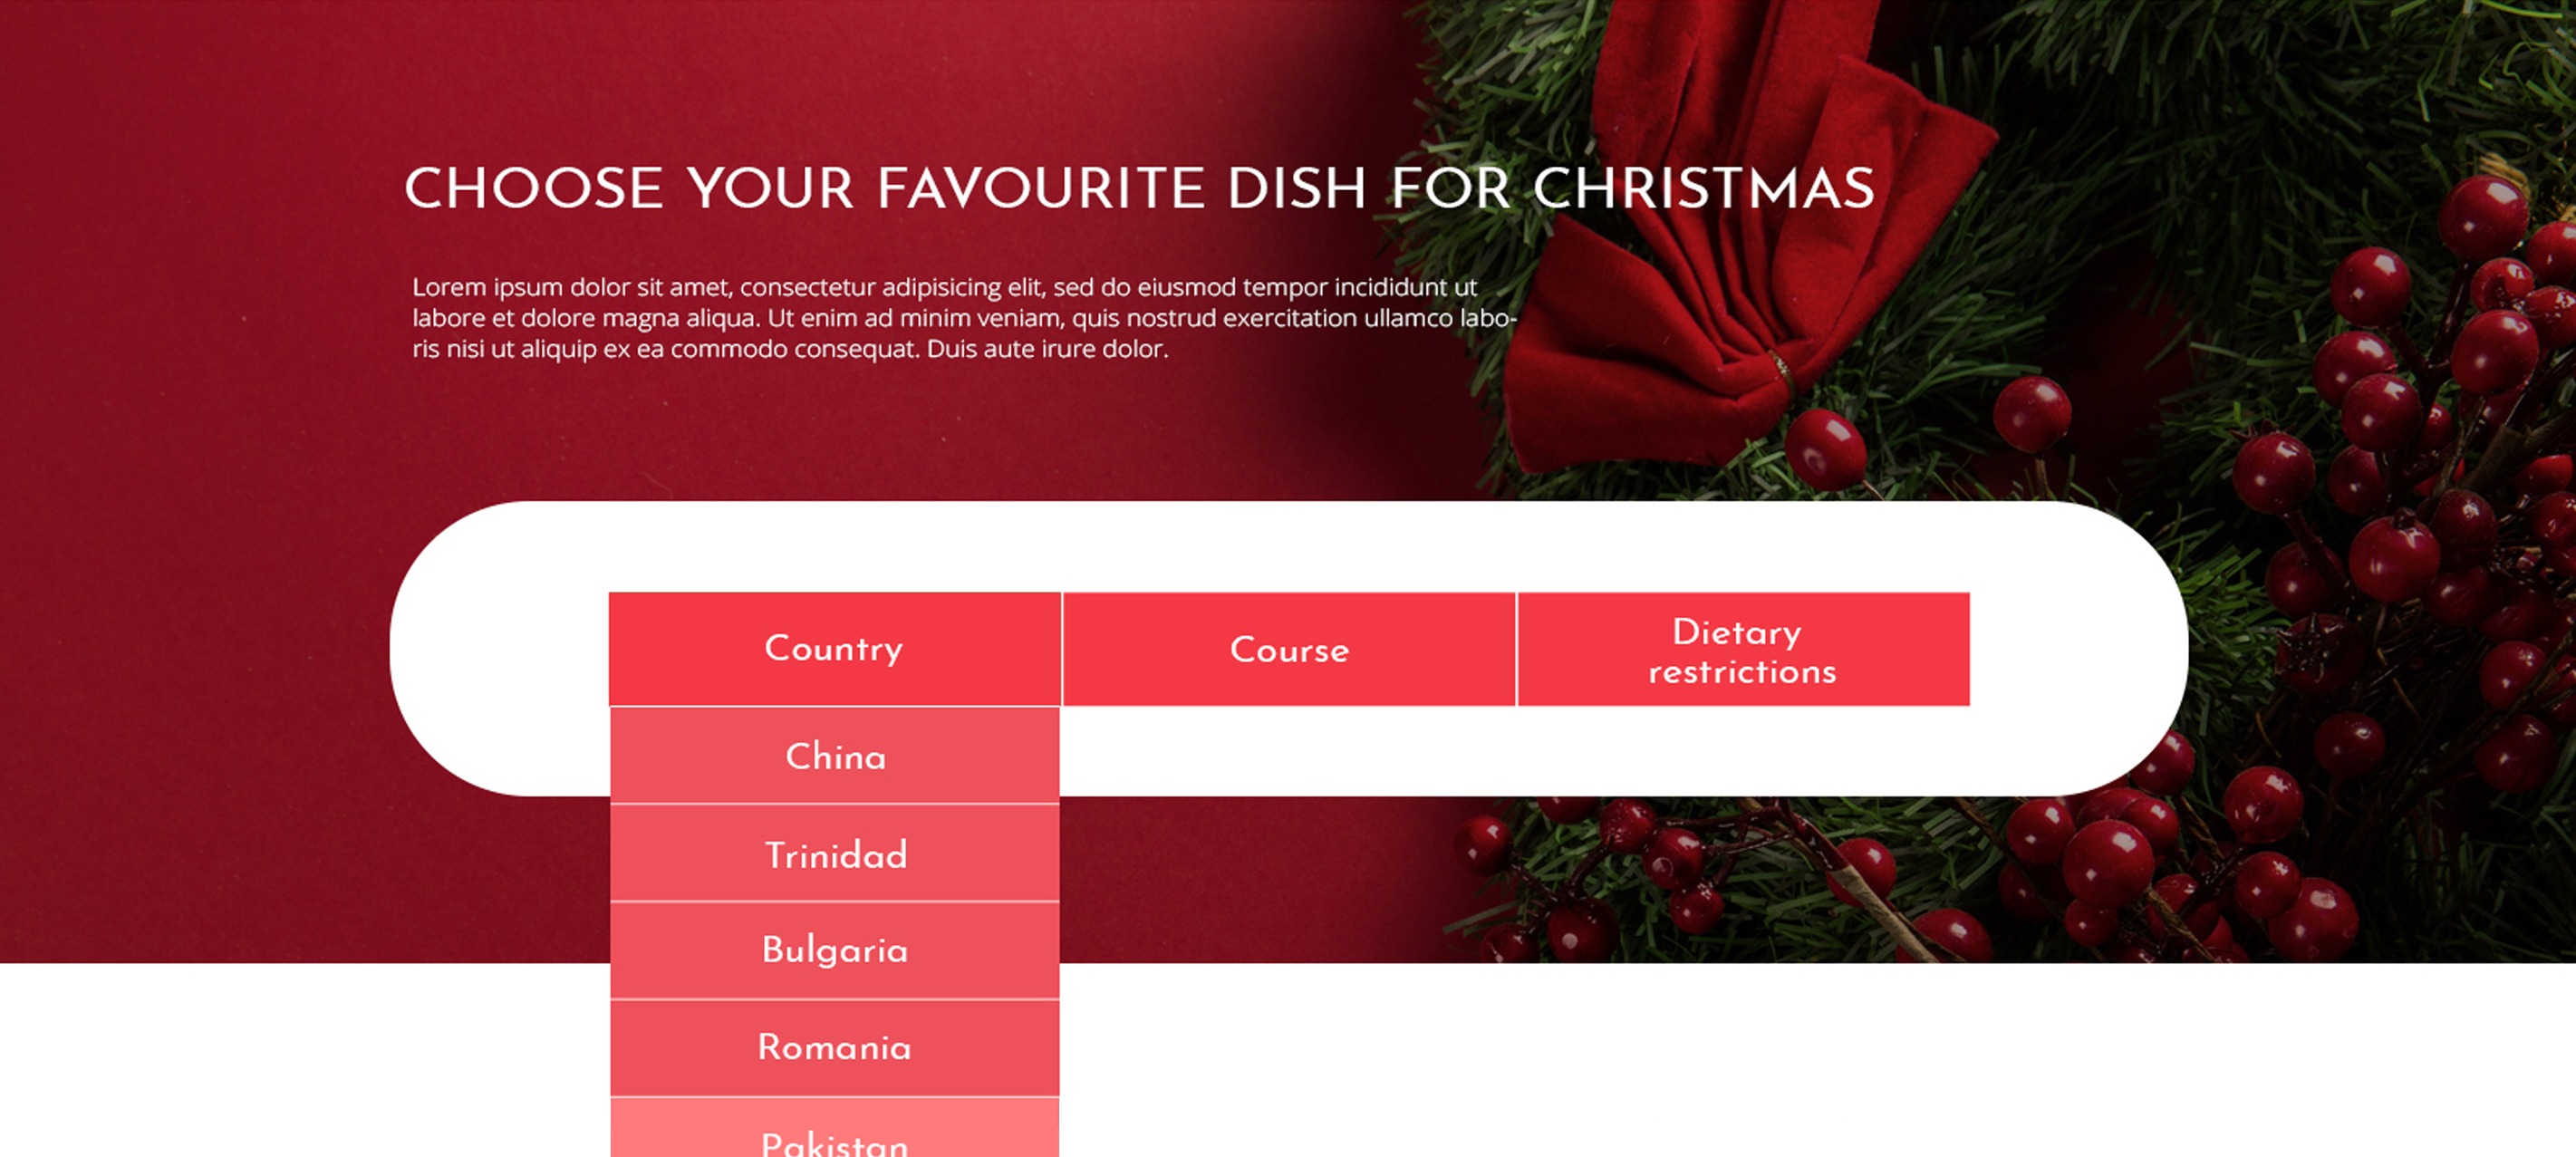 CHOOSE YOUR FAVOURITE DISH FOR CHRISTMAS
Lorem ipsum dolor sit amet, consectetur adipisicing elit, sed do eiusmod tempor incididunt ut
labore et dolore magna aliqua. Ut enim ad minim veniam, quis nostrud exercitation ullamco labo-
ris nisi ut aliquip ex ea commodo consequat. Duis aute irure dolor.
Country
Course
Dietary
restrictions
China
Trinidad
Bulgaria
Romania
Pakistan